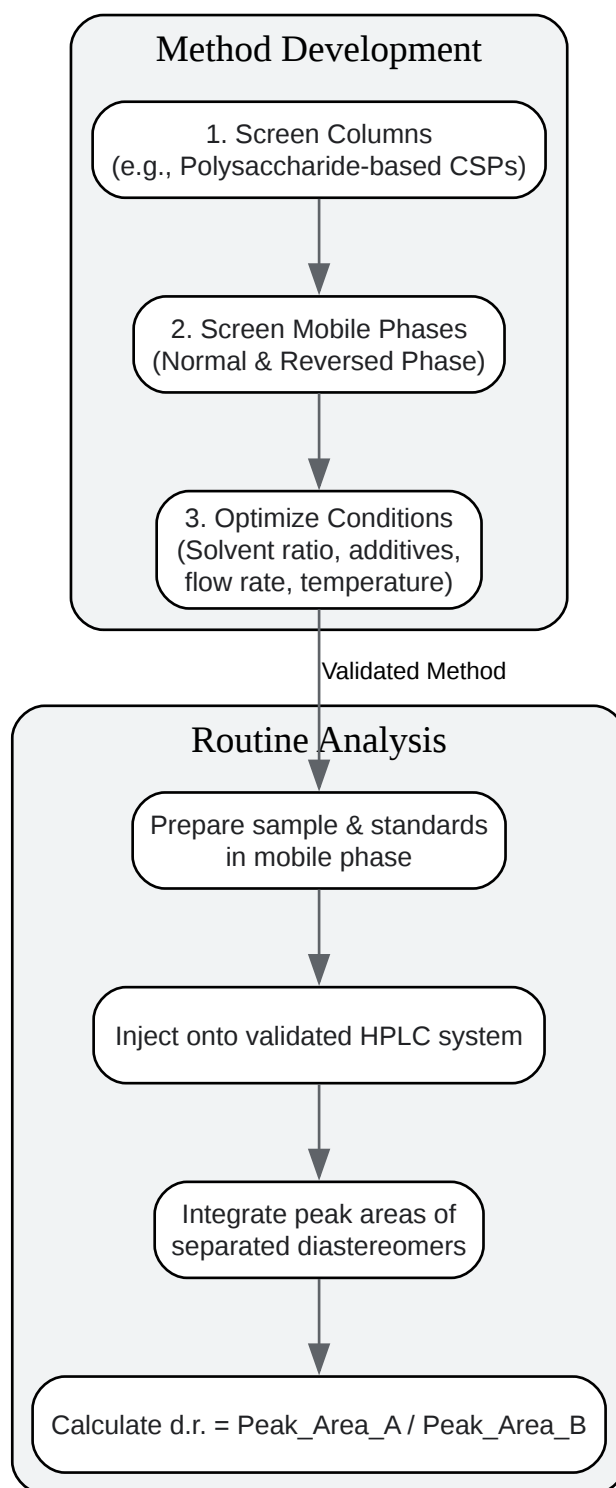 Method Development
1. Screen Columns
(e.g., Polysaccharide-based CSPs)
2. Screen Mobile Phases
(Normal & Reversed Phase)
3. Optimize Conditions
(Solvent ratio, additives,
flow rate, temperature)
Validated Method
Routine Analysis
Prepare sample & standards
in mobile phase
Inject onto validated HPLC system
Integrate peak areas of
separated diastereomers
Calculate d.r. = Peak_Area_A / Peak_Area_B